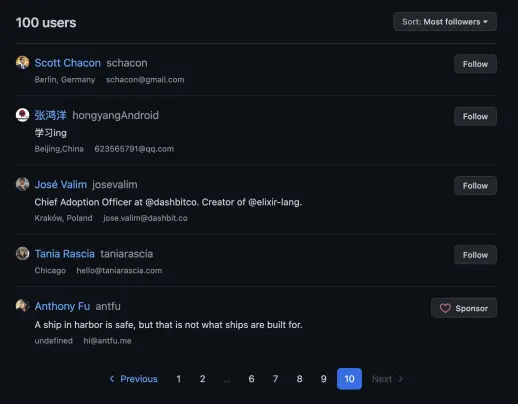 100 users
Sort: Most followers
Scott Chacon schacon
Follow
Berlin, Germany schacon@gmail.com
张鸿洋 hongyangAndroid
Follow
学习ing
Beijing,China 623565791@qq.com
José Valim josevalim
Follow
Chief Adoption Officer at @dashbitco. Creator of @elixir-lang.
Kraków, Poland jose.valim@dashbit.co
Tania Rascia taniarascia
Follow
Chicago hello@taniarascia.com
Anthony Fu antfu
Sponsor
A ship in harbor is safe, but that is not what ships are built for.
undefined hi@antfu.me
Previous 1 2 … 6 7 8 9 10 Next